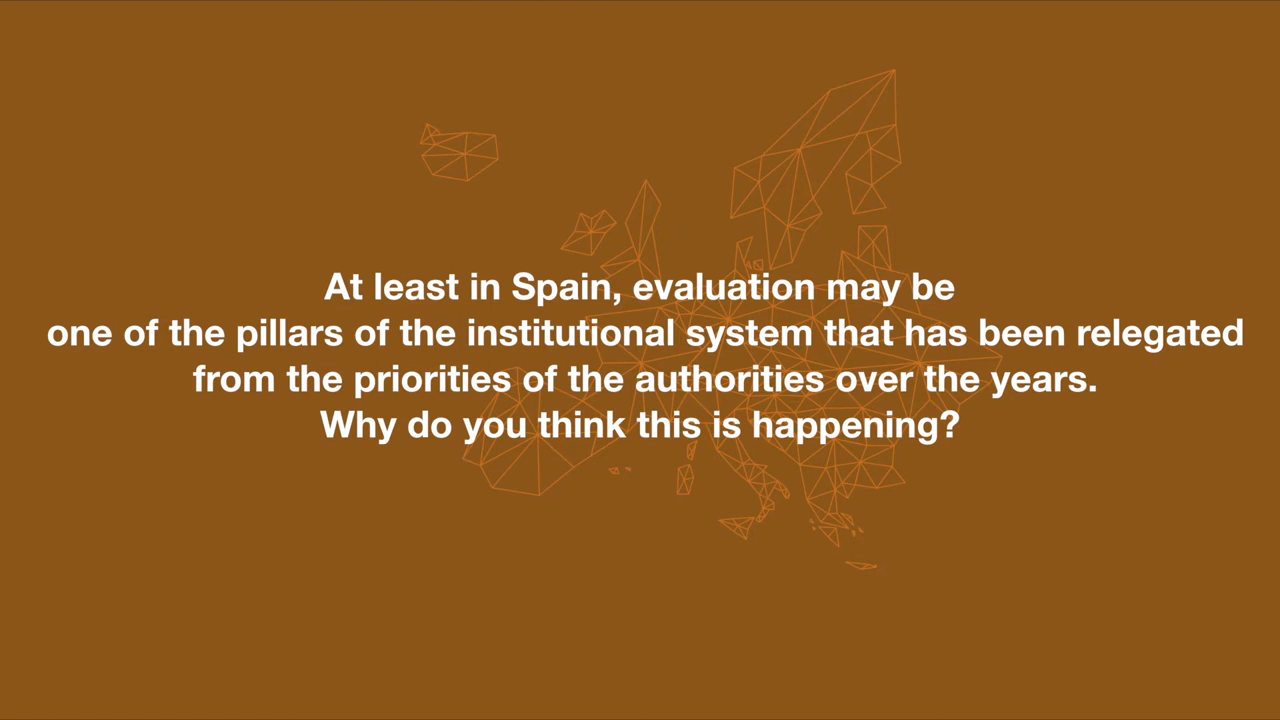 At least in Spain, evaluation may be
one of the pillars of the institutional system that has been relegated
from the priorities of the authorities over the years.
Why do you think this is happening?